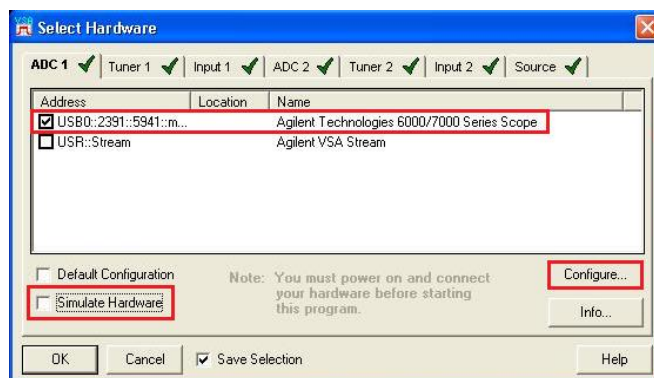 Select Hardware
ADC 1 Tuner 1 Input 1 ADC 2 Tuner 2 Input 2 Source
Address Location Name
USB0::2391::5941::m... Agilent Technologies 6000/7000 Series Scope
USR::Stream Agilent VSA Stream
Default Configuration Note: You must power on and connect Configure...
Simulate Hardware your hardware before starting
this program. Info...
OK Cancel Save Selection Help